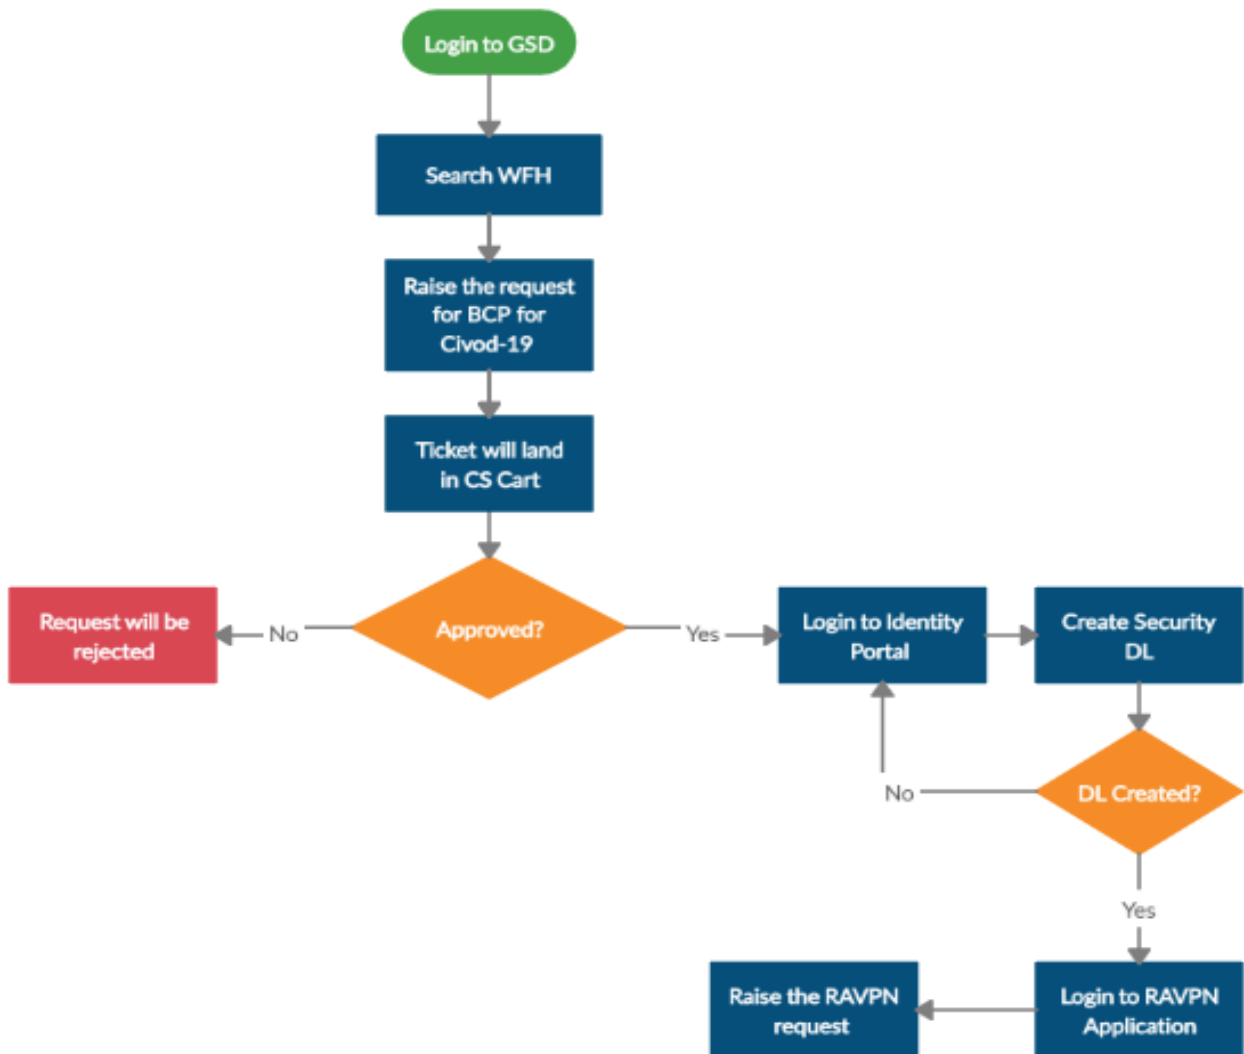 Login to GSD
Search WFH
Raise the request
for BCP for
Civod-19
Ticket will land
in CS Cart
Approved?
No
Request will be
rejected
Yes
Login to Identity
Portal
Create Security
DL
DL Created?
No
Yes
Login to RAVPN
Application
Raise the RAVPN
request